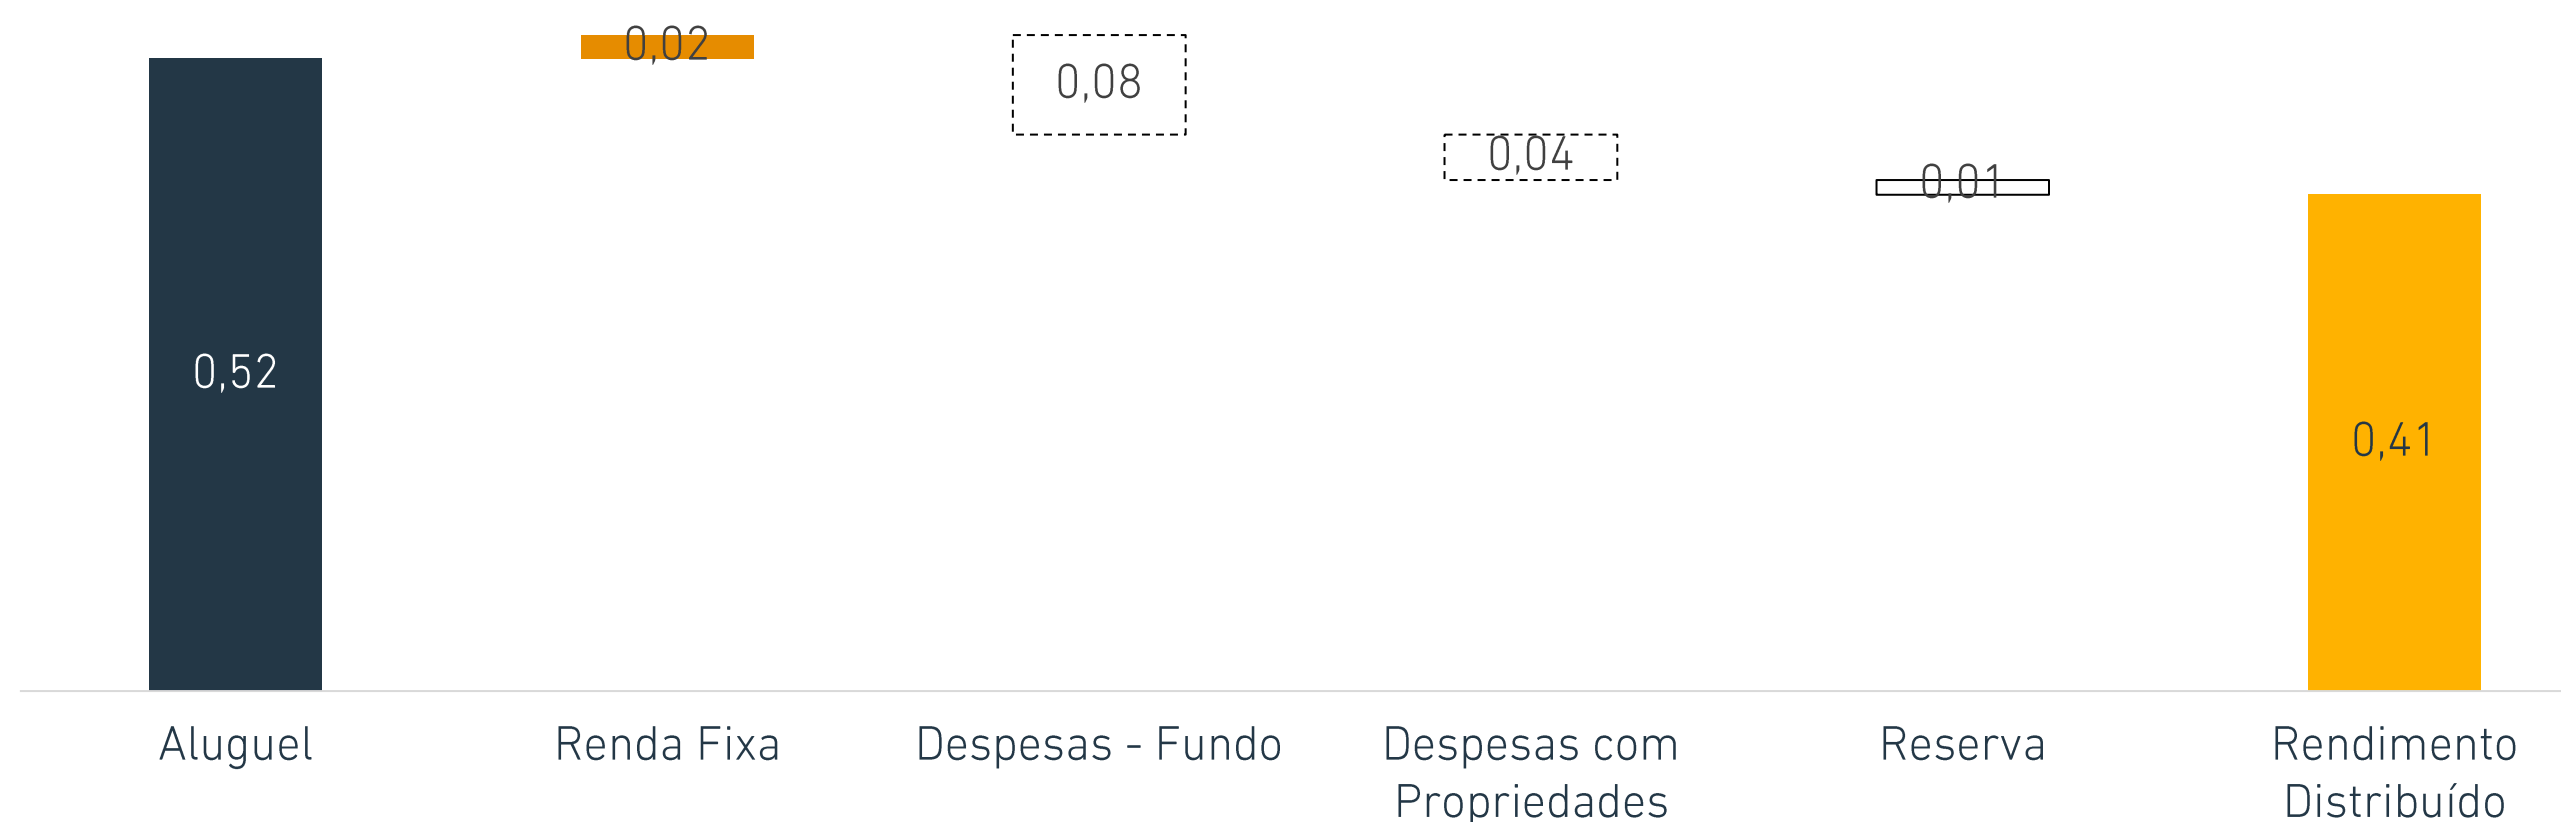 0,02
0,08
0,04
0,01
0,52
0,41
Aluguel
Renda Fixa
Despesas - Fundo
Despesas com
Propriedades
Reserva
Rendimento
Distribuído